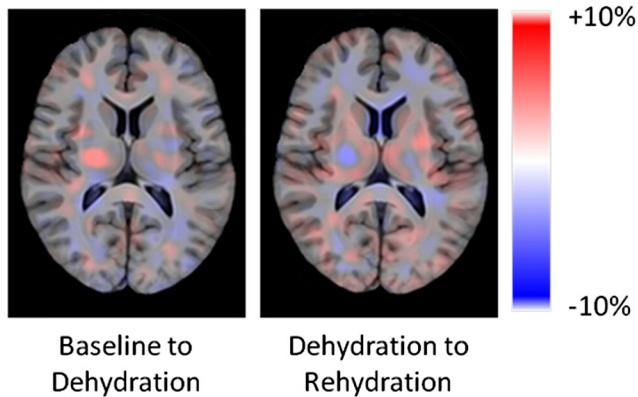 +10%
-10%
Baseline to
Dehydration
Dehydration to
Rehydration